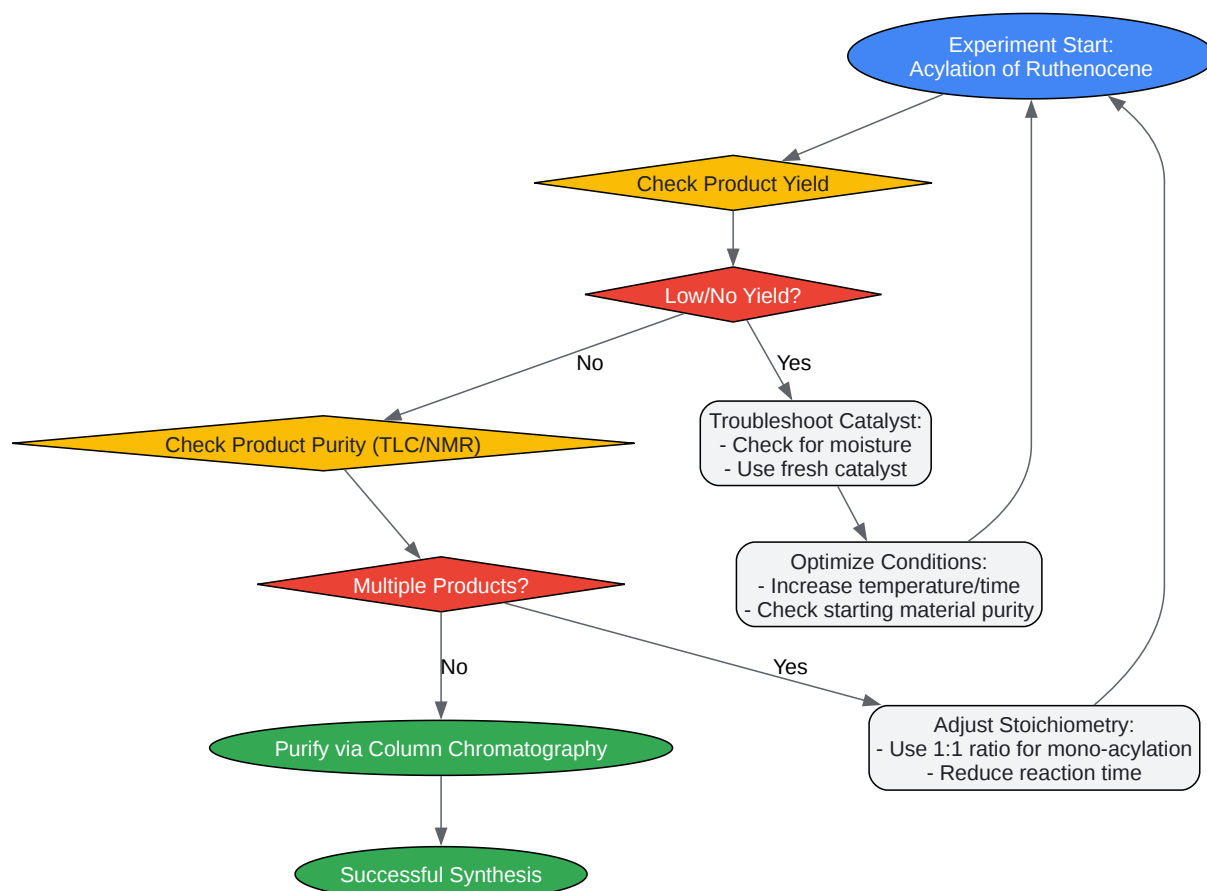 Experiment Start:
Acylation of Ruthenocene
Check Product Yield
Low/No Yield?
No
Yes
Troubleshoot Catalyst:
- Check for moisture
- Use fresh catalyst
Check Product Purity (TLC/NMR)
Optimize Conditions:
- Increase temperature/time
- Check starting material purity
Multiple Products?
No
Yes
Adjust Stoichiometry:
- Use 1:1 ratio for mono-acylation
- Reduce reaction time
Purify via Column Chromatography
Successful Synthesis